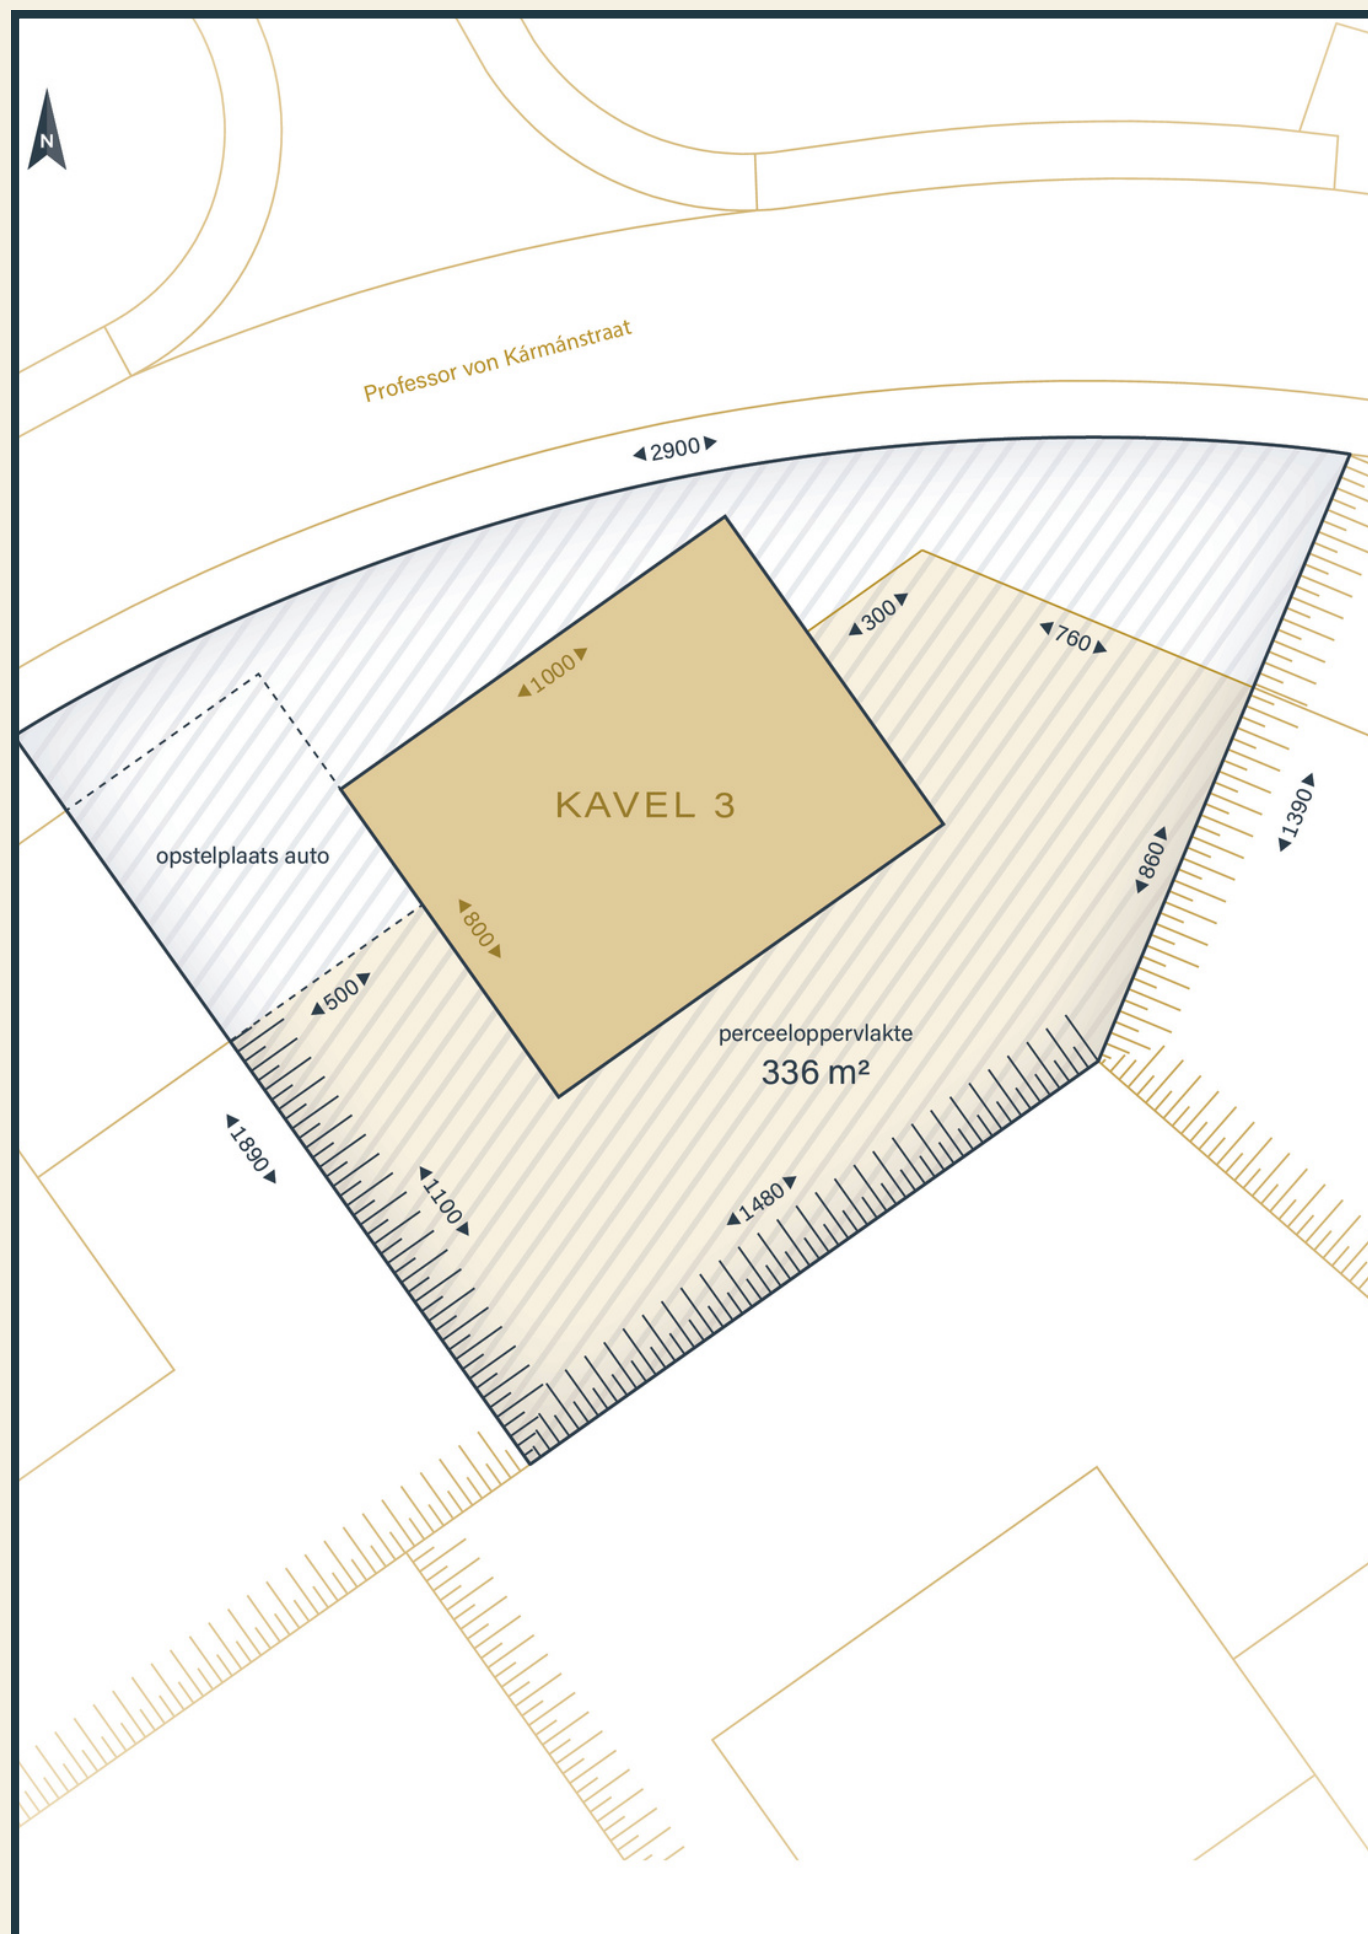 N
Professor von Kármánstraat
2900
300
760
1000
KAVEL 3
1390
opstelplaats auto
860
800
500
perceeloppervlakte
336 m²
1890
1100
1480